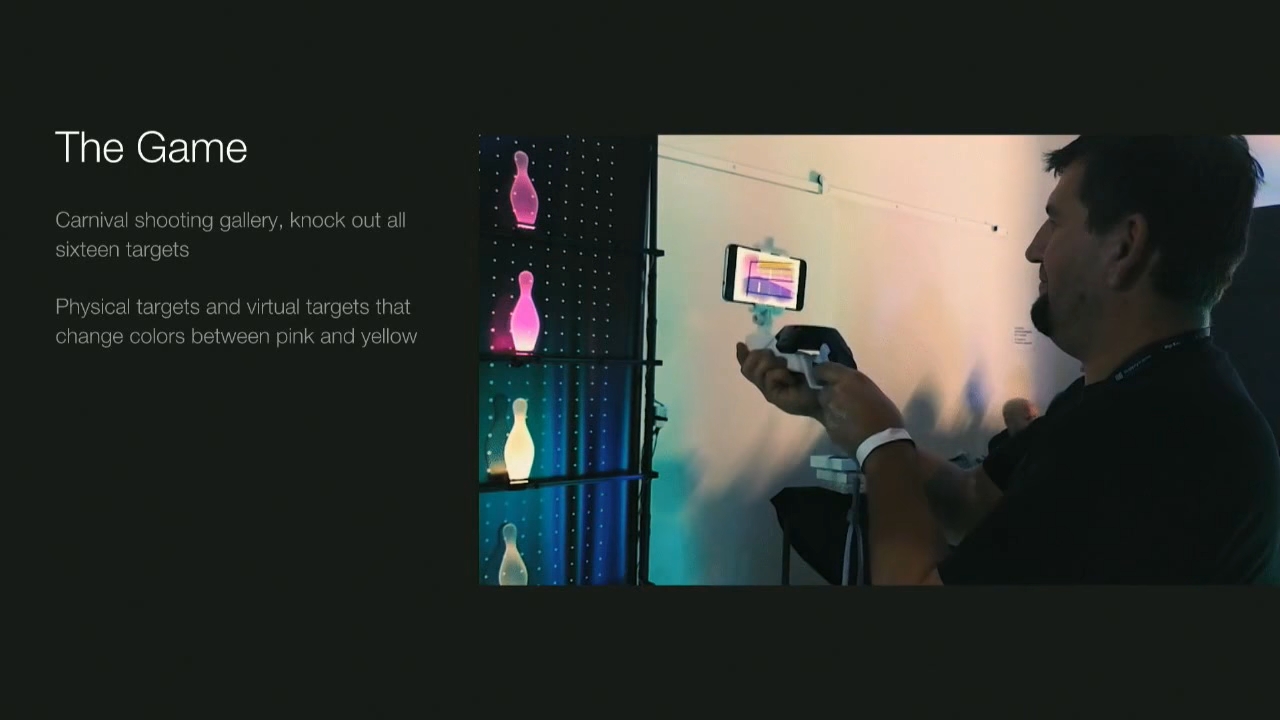 The Game
Carnival shooting gallery, knock out all
sixteen targets
Physical targets and virtual targets that
change colors between pink and yellow